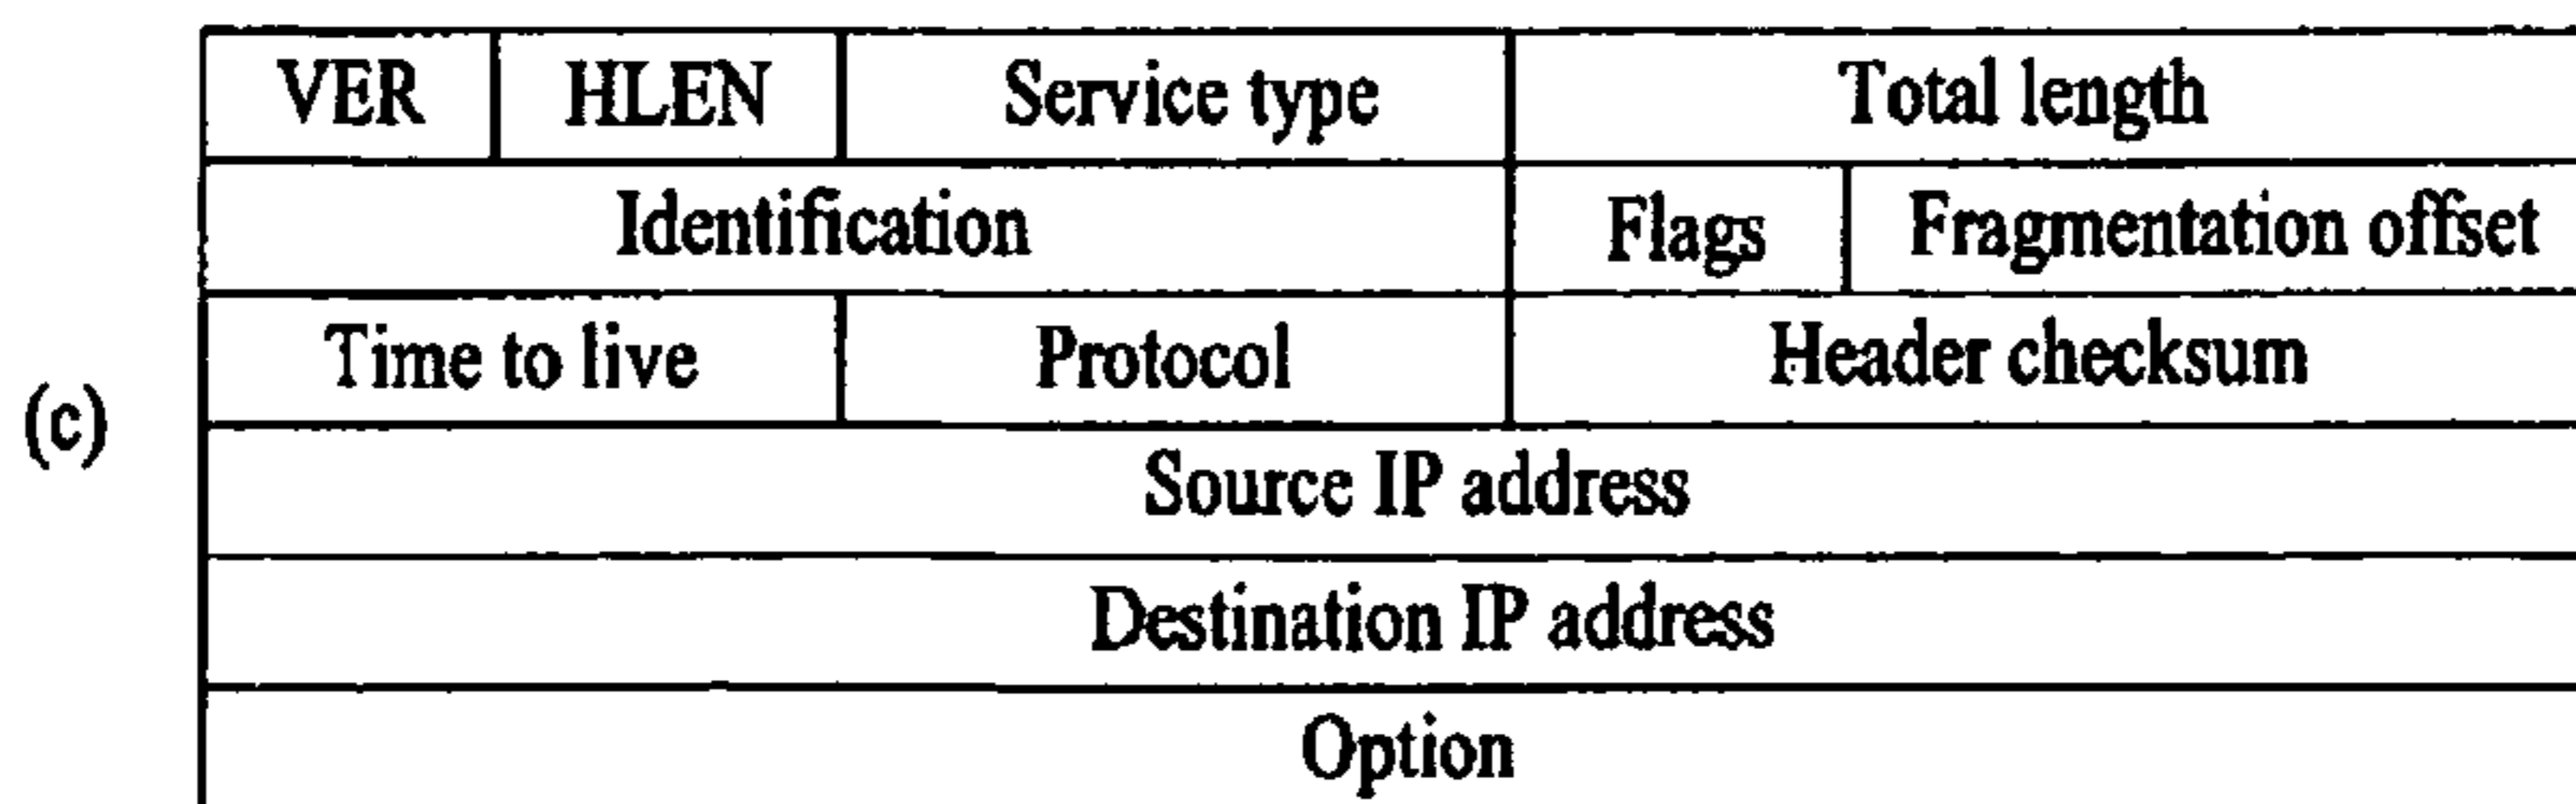 VER HLEN Service type Total length
Identification Flags Fragmentation offset
Time to live Protocol Header checksum
(c)
Source IP address
Destination IP address
Option